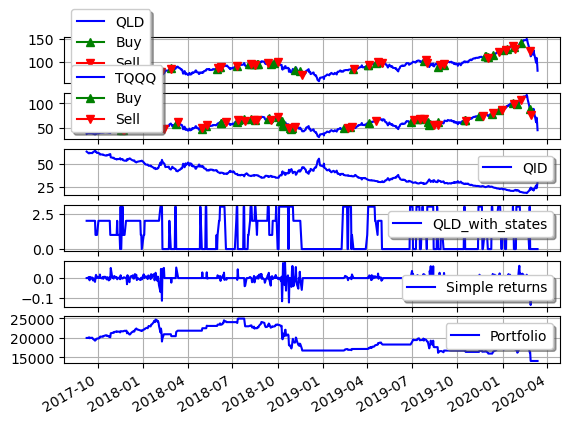 QLD
Buy
Sell
150
100
TQQQ
Buy
Sell
100
50
QID
50
25
QLD_with_states
2.5
0.0
Simple returns
0.0
−0.1
Portfolio
25000
20000
15000
2017-10
2018-01
2018-04
2018-07
2018-10
2019-01
2019-04
2019-07
2019-10
2020-01
2020-04